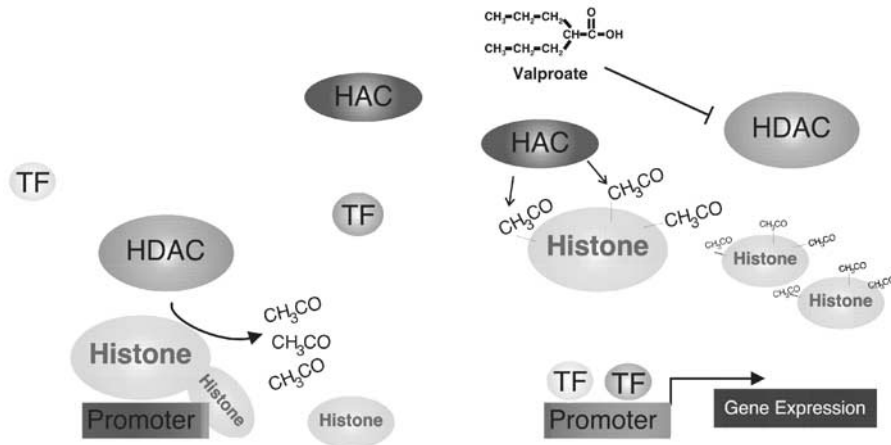 HAC
TF
TF
HDAC
CH₃CO
CH₃CO
CH₃CO
Histone
Histone
Promoter
Histone
CH₃–CH₂–CH₂
O
CH–C–OH
CH₃–CH₂–CH₂
Valproate
HDAC
HAC
CH₃CO
CH₃CO
CH₃CO
Histone
CH₃CO
CH₃CO
CH₃CO
Histone
CH₃CO
CH₃CO
CH₃CO
Histone
TF
TF
Promoter
Gene Expression